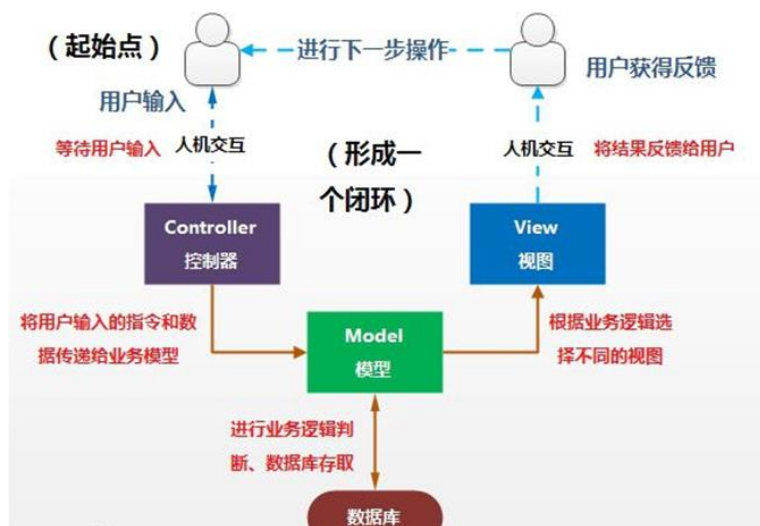 （起始点）
进行下一步操作
用户获得反馈
用户输入
等待用户输入
人机交互
（形成一
个闭环）
人机交互
将结果反馈给用户
Controller
控制器
View
视图
将用户输入的指令和数
据传递给业务模型
Model
模型
根据业务逻辑选
择不同的视图
进行业务逻辑判
断、数据库存取
数据库